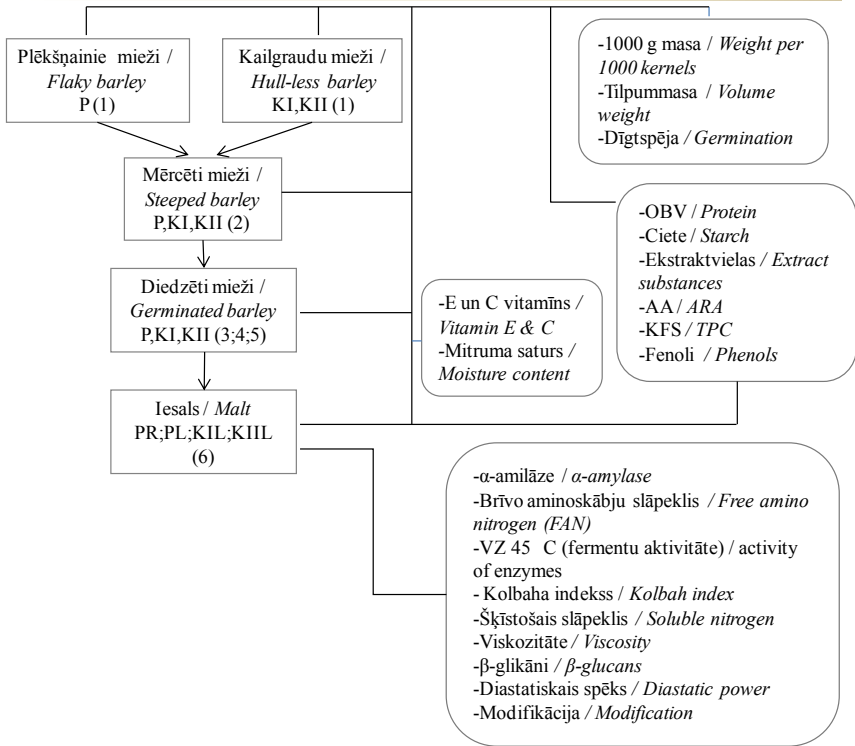 Plēkšņainie mieži /
Flaky barley
P (1)
Kailgraudu mieži /
Hull-less barley
KI,KII (1)
-1000 g masa / Weight per
1000 kernels
-Tilpummasa / Volume
weight
-Dīgtspēja / Germination
Mērcēti mieži /
Steeped barley
P,KI,KII (2)
-OBV / Protein
-Ciete / Starch
-Ekstraktvielas / Extract
substances
-AA / ARA
-KFS / TPC
-Fenoli / Phenols
Diedzēti mieži /
Germinated barley
P,KI,KII (3;4;5)
-E un C vitamīns /
Vitamin E & C
-Mitruma saturs /
Moisture content
Iesals / Malt
PR;PL;KIL;KIIL
(6)
-α-amilāze / α-amylase
-Brīvo aminoskābju slāpeklis / Free amino
nitrogen (FAN)
-VZ 45 C (fermentu aktivitāte) / activity
of enzymes
- Kolbaha indekss / Kolbah index
-Šķīstošais slāpeklis / Soluble nitrogen
-Viskozitāte / Viscosity
-β-glikāni / β-glucans
-Diastatiskais spēks / Diastatic power
-Modifikācija / Modification